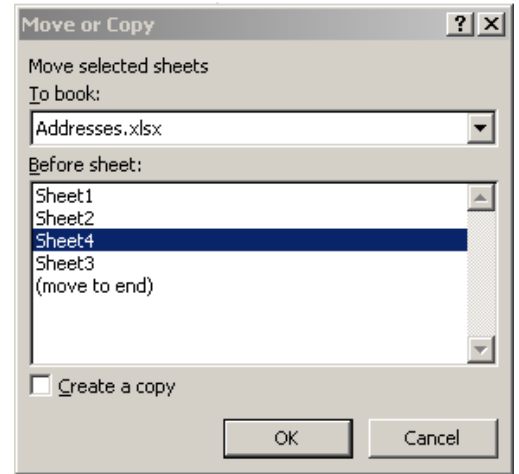 Move or Copy
Move selected sheets
To book:
Addresses.xlsx
Before sheet:
Sheet1
Sheet2
Sheet4
Sheet3
(move to end)
Create a copy
OK Cancel